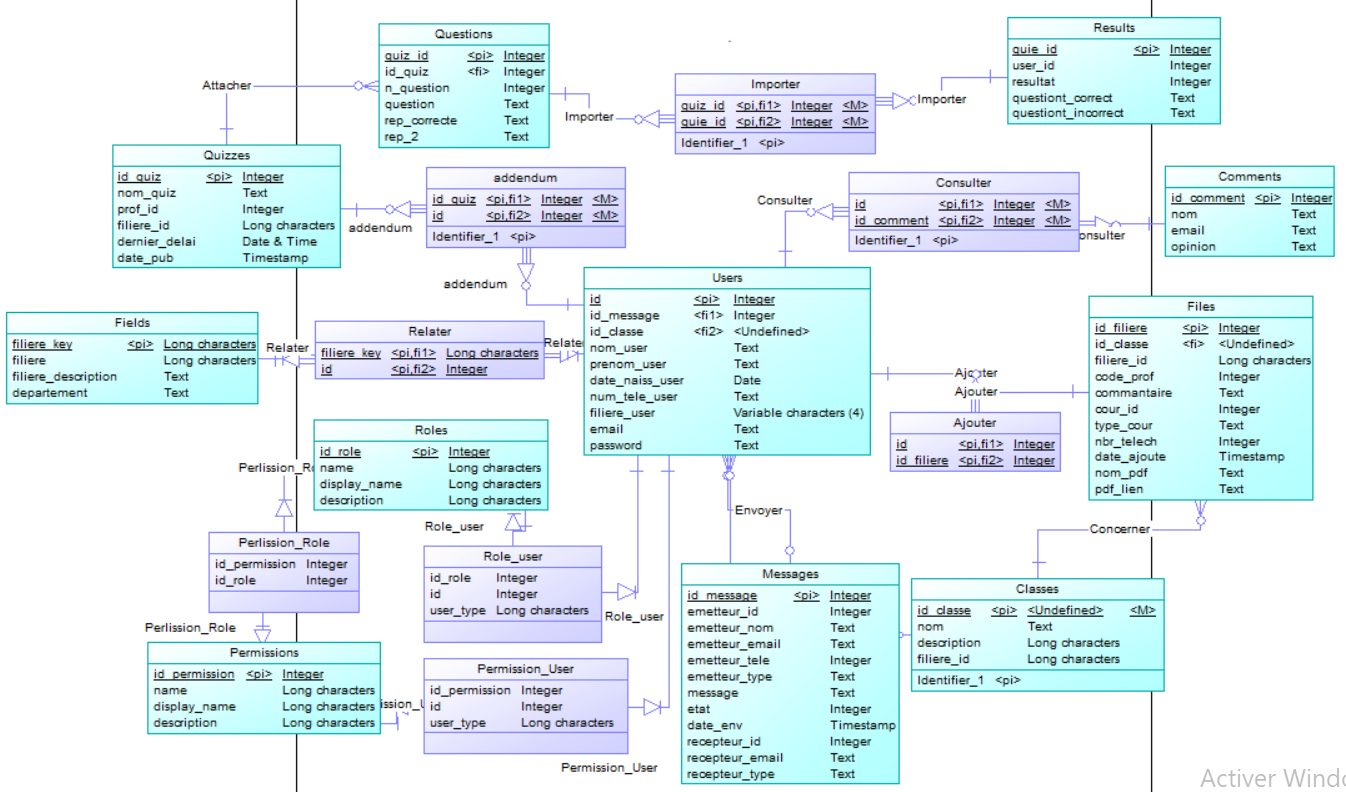 Questions
quiz_id <pi> Integer
id_quiz <fi> Integer
n_question Integer
question Text
rep_correcte Text
rep_2 Text
Results
quie_id <pi> Integer
user_id Integer
resultat Integer
questiont_correct Text
questiont_incorrect Text
Importer
quiz_id <pi,fi1> Integer <M>
quie_id <pi,fi2> Integer <M>
Identifier_1 <pi>
Attacher
Importer
Importer
Quizzes
id_quiz <pi> Integer
nom_quiz Text
prof_id Integer
filiere_id Long characters
dernier_delai Date & Time
date_pub Timestamp
addendum
id_quiz <pi,fi1> Integer <M>
id <pi,fi2> Integer <M>
Identifier_1 <pi>
addendum
addendum
Consulter
Consulter
id <pi,fi1> Integer <M>
id_comment <pi,fi2> Integer <M>
Identifier_1 <pi>
onsulter
Comments
id_comment <pi> Integer
nom Text
email Text
opinion Text
Users
id <pi> Integer
id_message <fi1> Integer
id_classe <fi2> <Undefined>
nom_user Text
prenom_user Text
date_naiss_user Date
num_tele_user Text
filiere_user Variable characters (4)
email Text
password Text
Fields
filiere_key <pi> Long characters
filiere Long characters
filiere_description Text
departement Text
Relater
Relater
filiere_key <pi,fi1> Long characters
id <pi,fi2> Integer
Relater
Files
id_filiere <pi> Integer
id_classe <fi> <Undefined>
filiere_id Long characters
code_prof Integer
commantaire Text
cour_id Integer
type_cour Text
nbr_telech Integer
date_ajoute Timestamp
nom_pdf Text
pdf_lien Text
Ajouter
Ajouter
Ajouter
id <pi,fi1> Integer
id_filiere <pi,fi2> Integer
Roles
id_role <pi> Integer
name Long characters
display_name Long characters
description Long characters
Perlission_Ro
Role_user
Envoyer
Concerner
Perlission_Role
id_permission Integer
id_role Integer
Role_user
id_role Integer
id Integer
user_type Long characters
Role_user
Perlission_Role
Permissions
id_permission <pi> Integer
name Long characters
display_name Long characters
description Long characters
ission_U
Permission_User
id_permission Integer
id Integer
user_type Long characters
Permission_User
Messages
id_message <pi> Integer
emetteur_id Integer
emetteur_nom Text
emetteur_email Text
emetteur_tele Integer
emetteur_type Text
message Text
etat Integer
date_env Timestamp
recepteur_id Integer
recepteur_email Text
recepteur_type Text
Classes
id_classe <pi> <Undefined> <M>
nom Text
description Long characters
filiere_id Long characters
Identifier_1 <pi>
Activer Windo